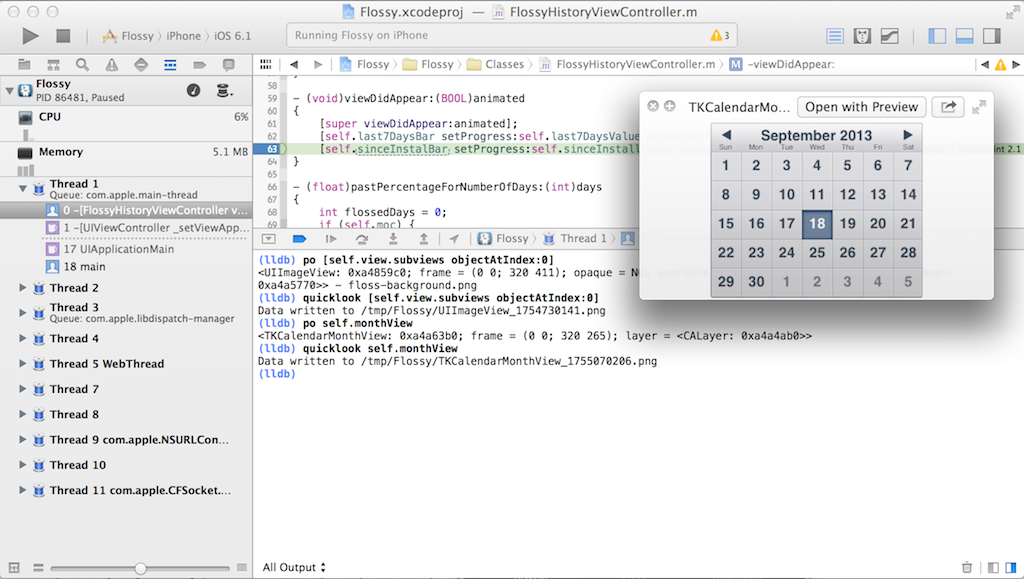 Flossy.xcodeproj — FlossyHistoryViewController.m
Flossy iPhone iOS 6.1
Running Flossy on iPhone
3
Flossy Flossy Classes FlossyHistoryViewController.m M -viewDidAppear:
Flossy
PID 86481, Paused
CPU 6%
Memory 5.1 MB
Thread 1
Queue: com.apple.main-thread
0 -[FlossyHistoryViewController v...
1 -[UIViewController _setViewApp...
17 UIApplicationMain
18 main
Thread 2
Thread 3
Queue: com.apple.libdispatch-manager
Thread 4
Thread 5 WebThread
Thread 7
Thread 8
Thread 9 com.apple.NSURLCon...
Thread 10
Thread 11 com.apple.CFSocket....
58
59 - (void)viewDidAppear:(BOOL)animated
60 {
61 [super viewDidAppear:animated];
62 [self.last7DaysBar setProgress:self.last7DaysValue
63 [self.sinceInstalBar setProgress:self.sinceInstall
int 2.1
64 }
65
66 - (float)pastPercentageForNumberOfDays:(int)days
67 {
68 int flossedDays = 0;
69 if (self.moc) {
Flossy Thread 1
(lldb) po [self.view.subviews objectAtIndex:0]
<UIImageView: 0xa4859c0; frame = (0 0; 320 411); opaque =
0xa4a5770>> - floss-background.png
(lldb) quicklook [self.view.subviews objectAtIndex:0]
Data written to /tmp/Flossy/UIImageView_1754730141.png
(lldb) po self.monthView
<TKCalendarMonthView: 0xa4a63b0; frame = (0 0; 320 265); layer = <CALayer: 0xa4a4ab0>>
(lldb) quicklook self.monthView
Data written to /tmp/Flossy/TKCalendarMonthView_1755070206.png
(lldb)
All Output
TKCalendarMo... Open with Preview
September 2013
Sun Mon Tue Wed Thu Fri Sat
1 2 3 4 5 6 7
8 9 10 11 12 13 14
15 16 17 18 19 20 21
22 23 24 25 26 27 28
29 30 1 2 3 4 5